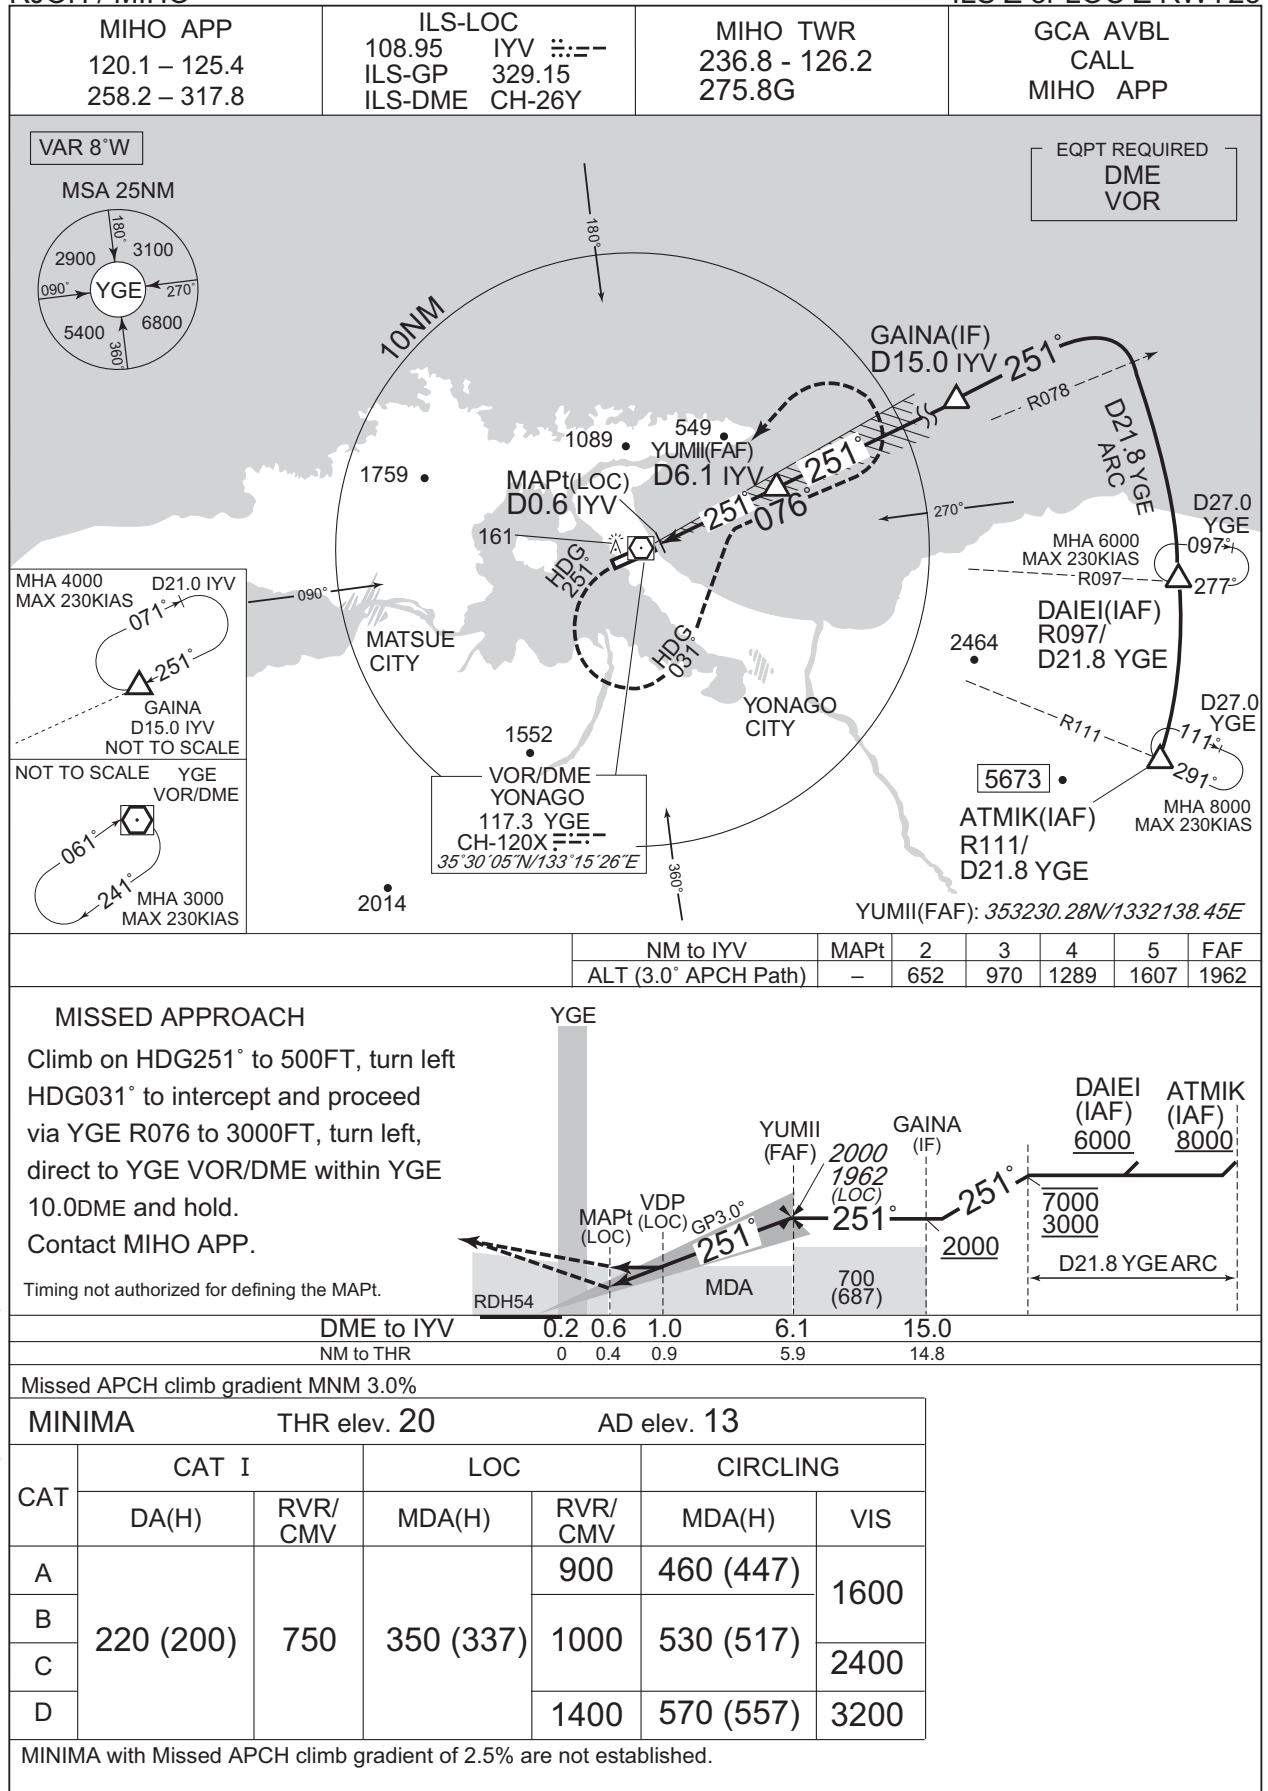 MIHO APP
120.1 – 125.4
258.2 – 317.8
ILS-LOC
108.95 IYV
ILS-GP 329.15
ILS-DME CH-26Y
MIHO TWR
236.8 - 126.2
275.8G
GCA AVBL
CALL
MIHO APP
VAR 8°W
MSA 25NM
180°
2900
3100
090°
YGE
270°
5400
6800
360°
EQPT REQUIRED
DME
VOR
180°
10NM
GAINA(IF)
D15.0 IYV
251°
R078
D21.8 YGE
ARC
1089
549
YUMII(FAF)
D6.1 IYV
251°
1759
MAPt(LOC)
D0.6 IYV
251°
076°
270°
D27.0
YGE
161
HDG
251°
MHA 6000
MAX 230KIAS
097°
R097
277°
MHA 4000
MAX 230KIAS
D21.0 IYV
071°
251°
GAINA
D15.0 IYV
NOT TO SCALE
090°
MATSUE
CITY
HDG
031°
DAIEI(IAF)
R097/
D21.8 YGE
2464
YONAGO
CITY
R111
D27.0
YGE
111°
291°
1552
NOT TO SCALE
YGE
VOR/DME
061°
241°
MHA 3000
MAX 230KIAS
VOR/DME
YONAGO
117.3 YGE
CH-120X
35°30´05˝N/133°15´26˝E
5673
MHA 8000
MAX 230KIAS
ATMIK(IAF)
R111/
D21.8 YGE
360°
2014
YUMII(FAF): 353230.28N/1332138.45E
NM to IYV MAPt 2 3 4 5 FAF
ALT (3.0° APCH Path) – 652 970 1289 1607 1962
MISSED APPROACH
Climb on HDG251° to 500FT, turn left
HDG031° to intercept and proceed
via YGE R076 to 3000FT, turn left,
direct to YGE VOR/DME within YGE
10.0DME and hold.
Contact MIHO APP.
Timing not authorized for defining the MAPt.
YGE
DAIEI
(IAF)
6000
ATMIK
(IAF)
8000
YUMII
(FAF)
2000
1962
(LOC)
GAINA
(IF)
251°
7000
3000
MAPt
(LOC)
VDP
(LOC)
GP3.0°
251°
251°
2000
D21.8 YGE ARC
MDA
700
(687)
RDH54
DME to IYV 0.2 0.6 1.0 6.1 15.0
NM to THR 0 0.4 0.9 5.9 14.8
Missed APCH climb gradient MNM 3.0%
MINIMA THR elev. 20 AD elev. 13
CAT CAT I LOC CIRCLING
DA(H) RVR/CMV MDA(H) RVR/CMV MDA(H) VIS
A 900 460 (447) 1600
B 220 (200) 750 350 (337) 1000 530 (517)
C 2400
D 1400 570 (557) 3200
MINIMA with Missed APCH climb gradient of 2.5% are not established.